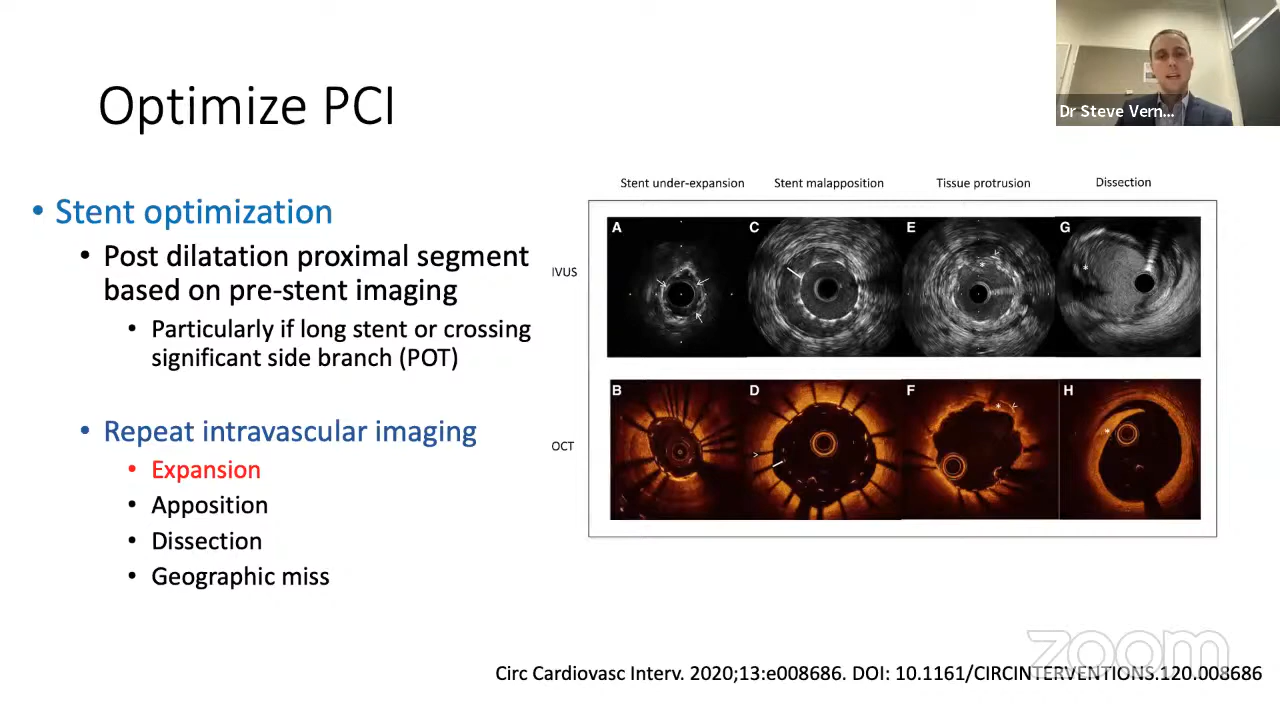 Dr Steve Vern...
Optimize PCI
• Stent optimization
• Post dilatation proximal segment
based on pre-stent imaging
• Particularly if long stent or crossing
significant side branch (POT)
• Repeat intravascular imaging
• Expansion
• Apposition
• Dissection
• Geographic miss
Stent under-expansion Stent malapposition Tissue protrusion Dissection
IVUS
A C E G
OCT
B D F H
zoom
Circ Cardiovasc Interv. 2020;13:e008686. DOI: 10.1161/CIRCINTERVENTIONS.120.008686